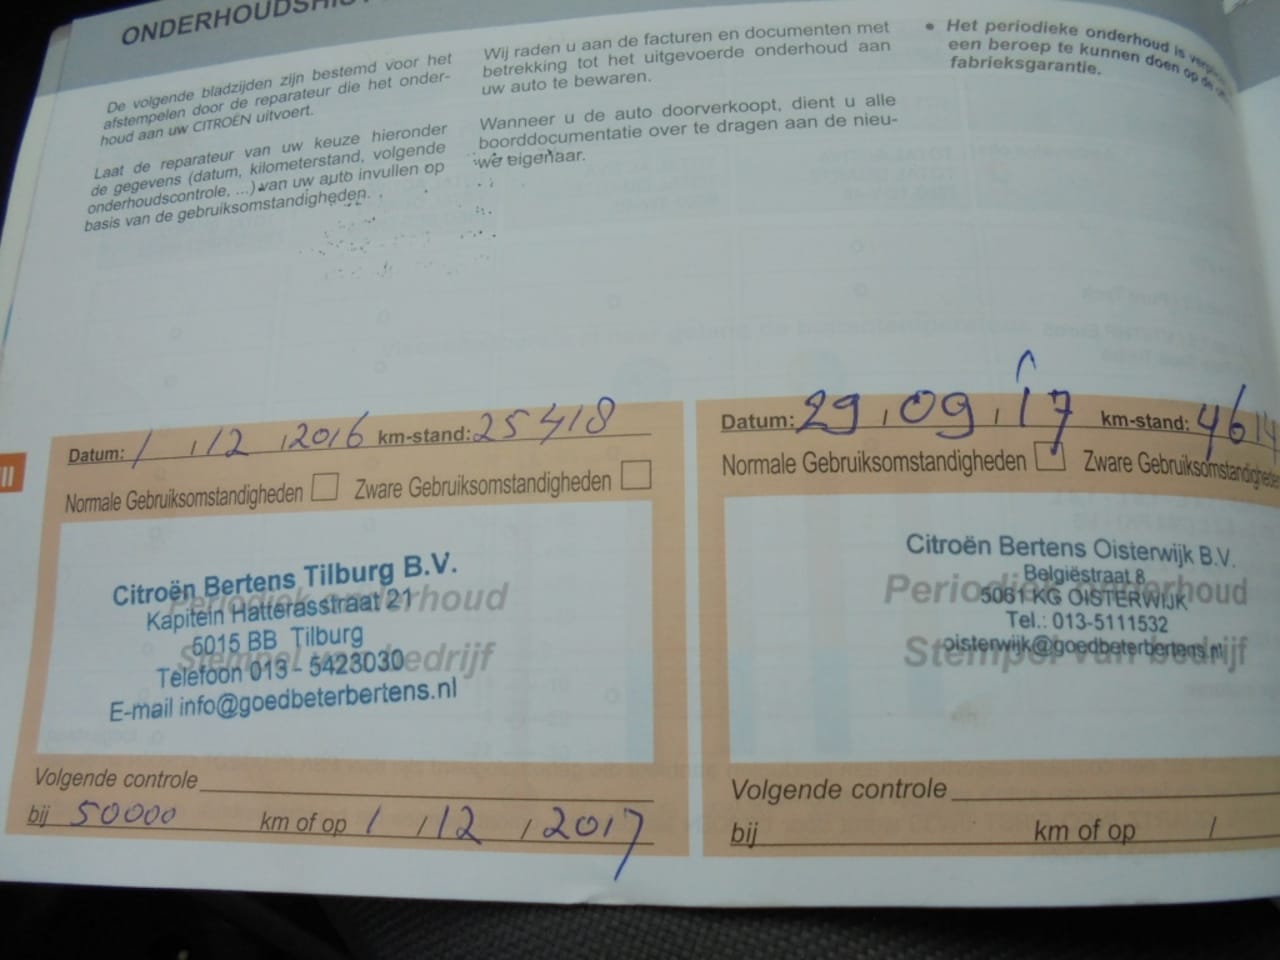 ONDERHOUDSHIS
De volgende bladzijden zijn bestemd voor het
afstempelen door de reparateur die het onder-
houd aan uw CITROËN uitvoert.
Laat de reparateur van uw keuze hieronder
de gegevens (datum, kilometerstand, volgende
onderhoudscontrole, ...) van uw auto invullen op
basis van de gebruiksomstandigheden.
Wij raden u aan de facturen en documenten met
betrekking tot het uitgevoerde onderhoud aan
uw auto te bewaren.
Wanneer u de auto doorverkoopt, dient u alle
boorddocumentatie over te dragen aan de nieu-
we eigenaar.
• Het periodieke onderhoud is
een beroep te kunnen doen op de
fabrieksgarantie.
Datum: 1 / 12 / 2016 km-stand: 25418
Normale Gebruiksomstandigheden Zware Gebruiksomstandigheden
Periodiek onderhoud
Stempel van bedrijf
Citroën Bertens Tilburg B.V.
Kapitein Hatterasstraat 21
5015 BB Tilburg
Telefoon 013 - 5423030
E-mail info@goedbeterbertens.nl
Volgende controle
bij 50000 km of op 1 / 12 / 2017
Datum: 29 / 09 / 17 km-stand: 4614
Normale Gebruiksomstandigheden Zware Gebruiksomstandigheden
Periodiek onderhoud
Stempel van bedrijf
Citroën Bertens Oisterwijk B.V.
Belgiëstraat 8
5061 KG OISTERWIJK
Tel.: 013-5111532
oisterwijk@goedbeterbertens.nl
Volgende controle
bij km of op /